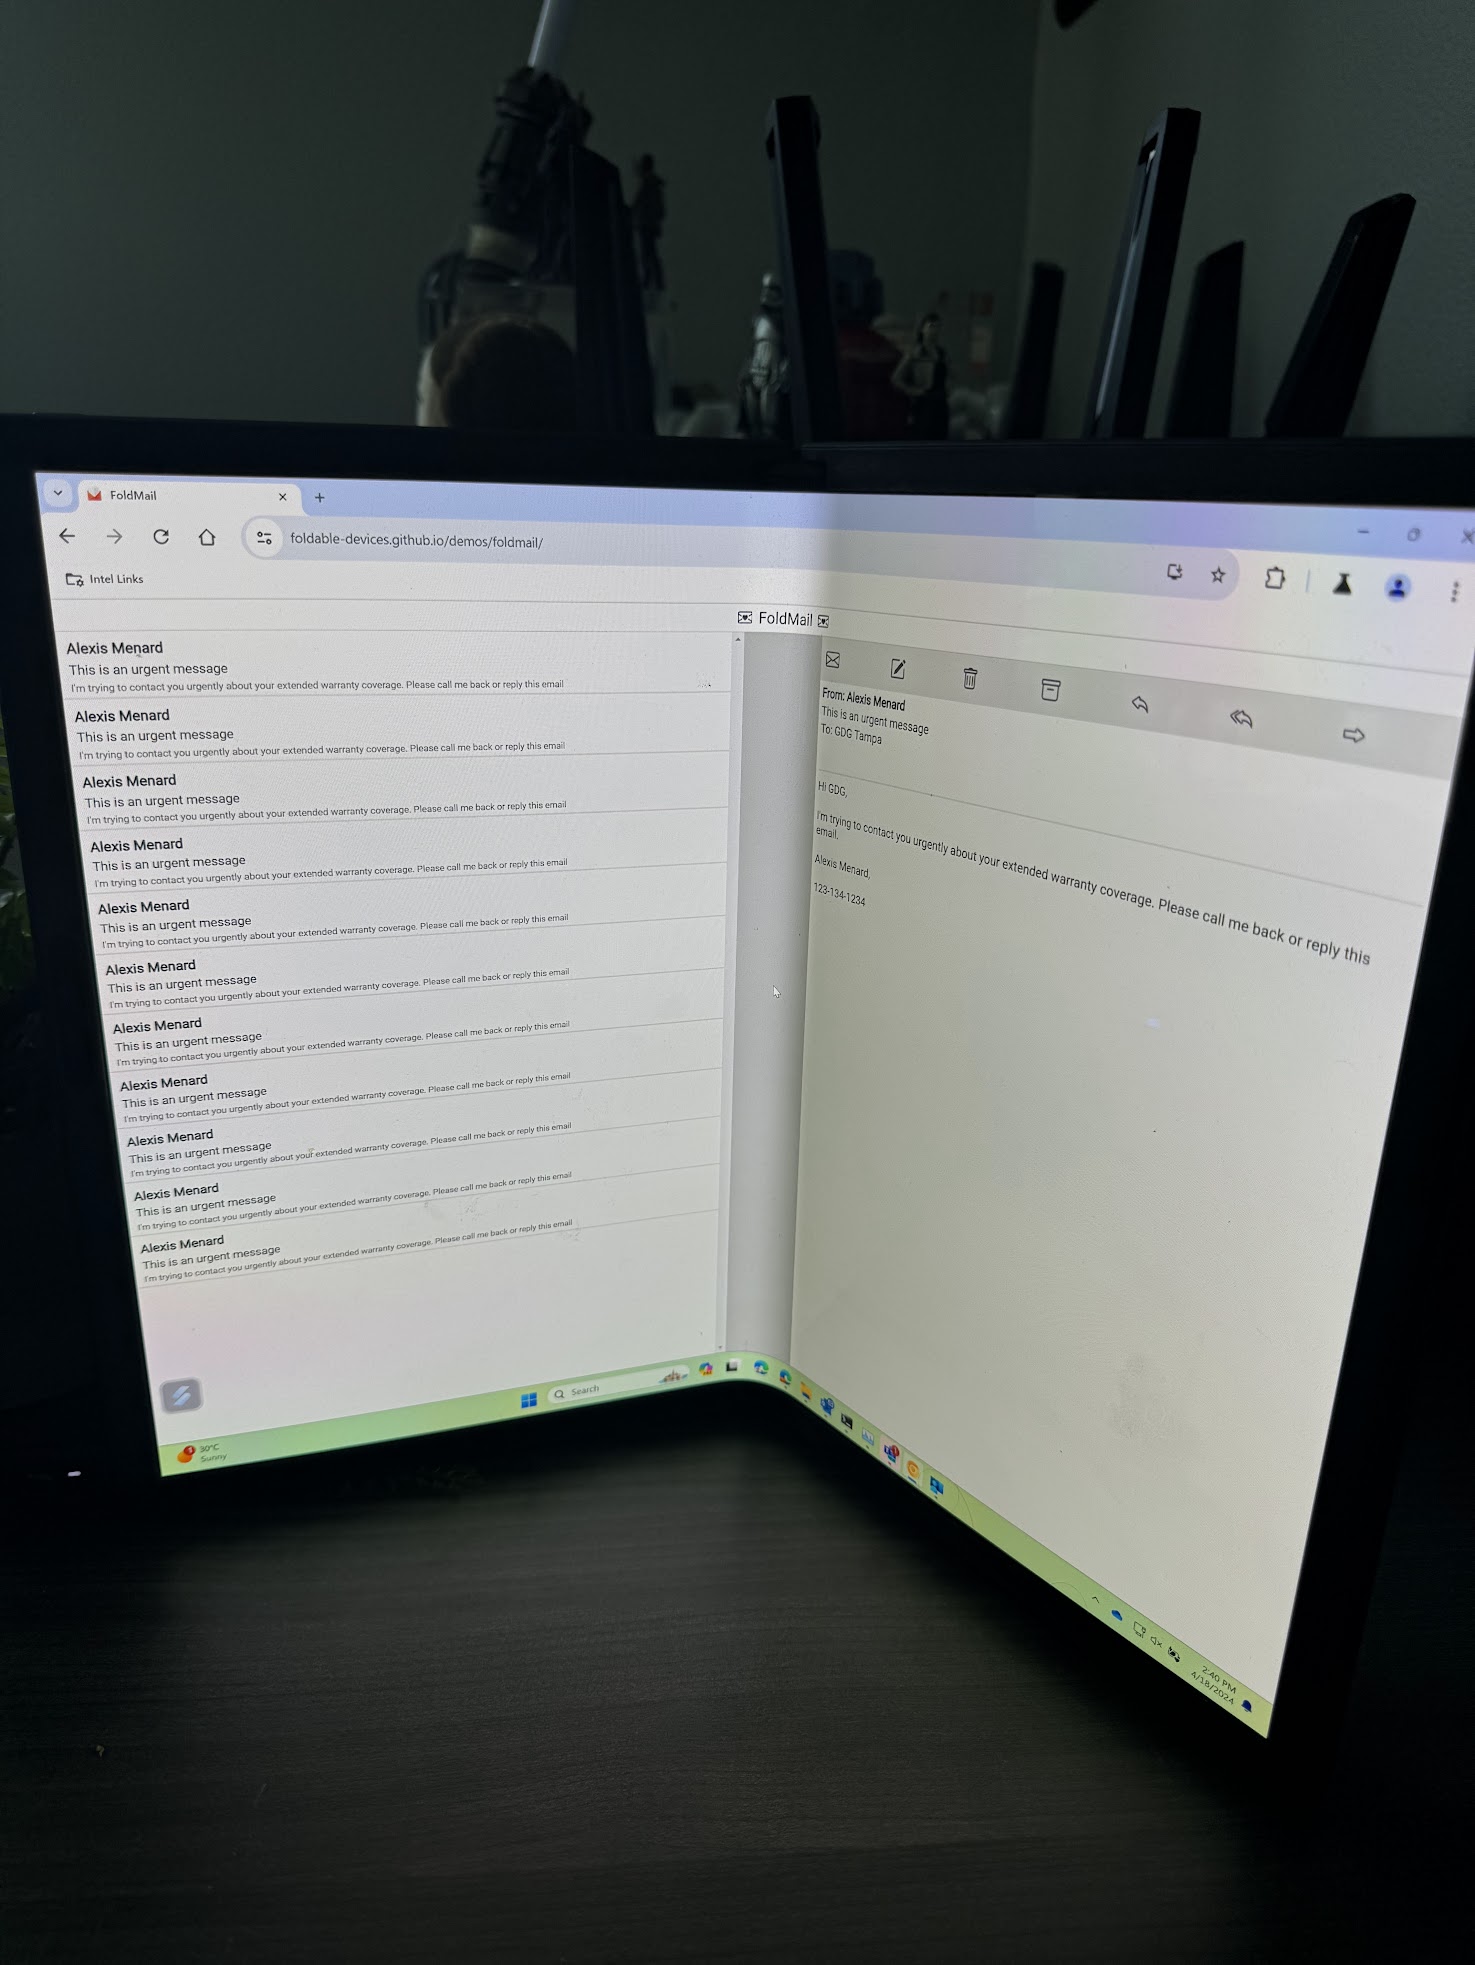 FoldMail
foldable-devices.github.io/demos/foldmail/
Intel Links
FoldMail
Alexis Menard
This is an urgent message
I'm trying to contact you urgently about your extended warranty coverage. Please call me back or reply this email
Alexis Menard
This is an urgent message
I'm trying to contact you urgently about your extended warranty coverage. Please call me back or reply this email
Alexis Menard
This is an urgent message
I'm trying to contact you urgently about your extended warranty coverage. Please call me back or reply this email
Alexis Menard
This is an urgent message
I'm trying to contact you urgently about your extended warranty coverage. Please call me back or reply this email
Alexis Menard
This is an urgent message
I'm trying to contact you urgently about your extended warranty coverage. Please call me back or reply this email
Alexis Menard
This is an urgent message
I'm trying to contact you urgently about your extended warranty coverage. Please call me back or reply this email
Alexis Menard
This is an urgent message
I'm trying to contact you urgently about your extended warranty coverage. Please call me back or reply this email
Alexis Menard
This is an urgent message
I'm trying to contact you urgently about your extended warranty coverage. Please call me back or reply this email
Alexis Menard
This is an urgent message
I'm trying to contact you urgently about your extended warranty coverage. Please call me back or reply this email
Alexis Menard
This is an urgent message
I'm trying to contact you urgently about your extended warranty coverage. Please call me back or reply this email
Alexis Menard
This is an urgent message
I'm trying to contact you urgently about your extended warranty coverage. Please call me back or reply this email
From: Alexis Menard
This is an urgent message
To: GDG Tampa
Hi GDG,
I'm trying to contact you urgently about your extended warranty coverage. Please call me back or reply this
email.
Alexis Menard,
123-134-1234
30°C
Sunny
Search
2:40 PM
4/18/2024